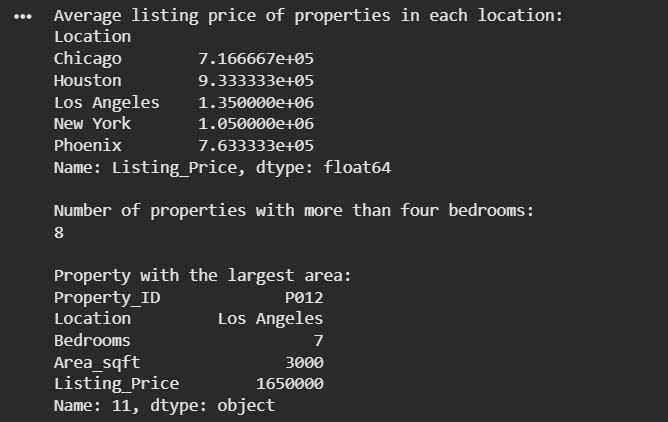 ••• Average listing price of properties in each location:
Location
Chicago        7.166667e+05
Houston        9.333333e+05
Los Angeles    1.350000e+06
New York       1.050000e+06
Phoenix        7.633333e+05
Name: Listing_Price, dtype: float64
Number of properties with more than four bedrooms:
8
Property with the largest area:
Property_ID             P012
Location         Los Angeles
Bedrooms                   7
Area_sqft               3000
Listing_Price        1650000
Name: 11, dtype: object